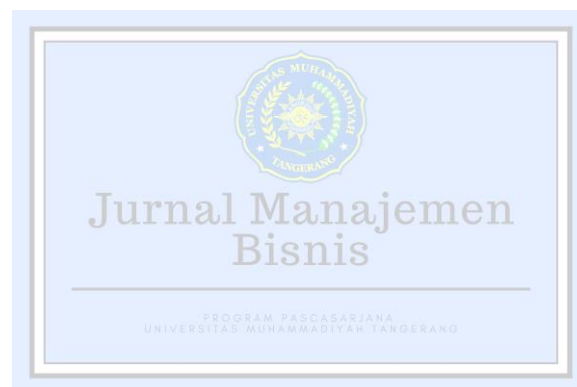 UNIVERSITAS MUHAMMADIYAH
TANGERANG
Jurnal Manajemen
Bisnis
PROGRAM PASCASARJANA
UNIVERSITAS MUHAMMADIYAH TANGERANG